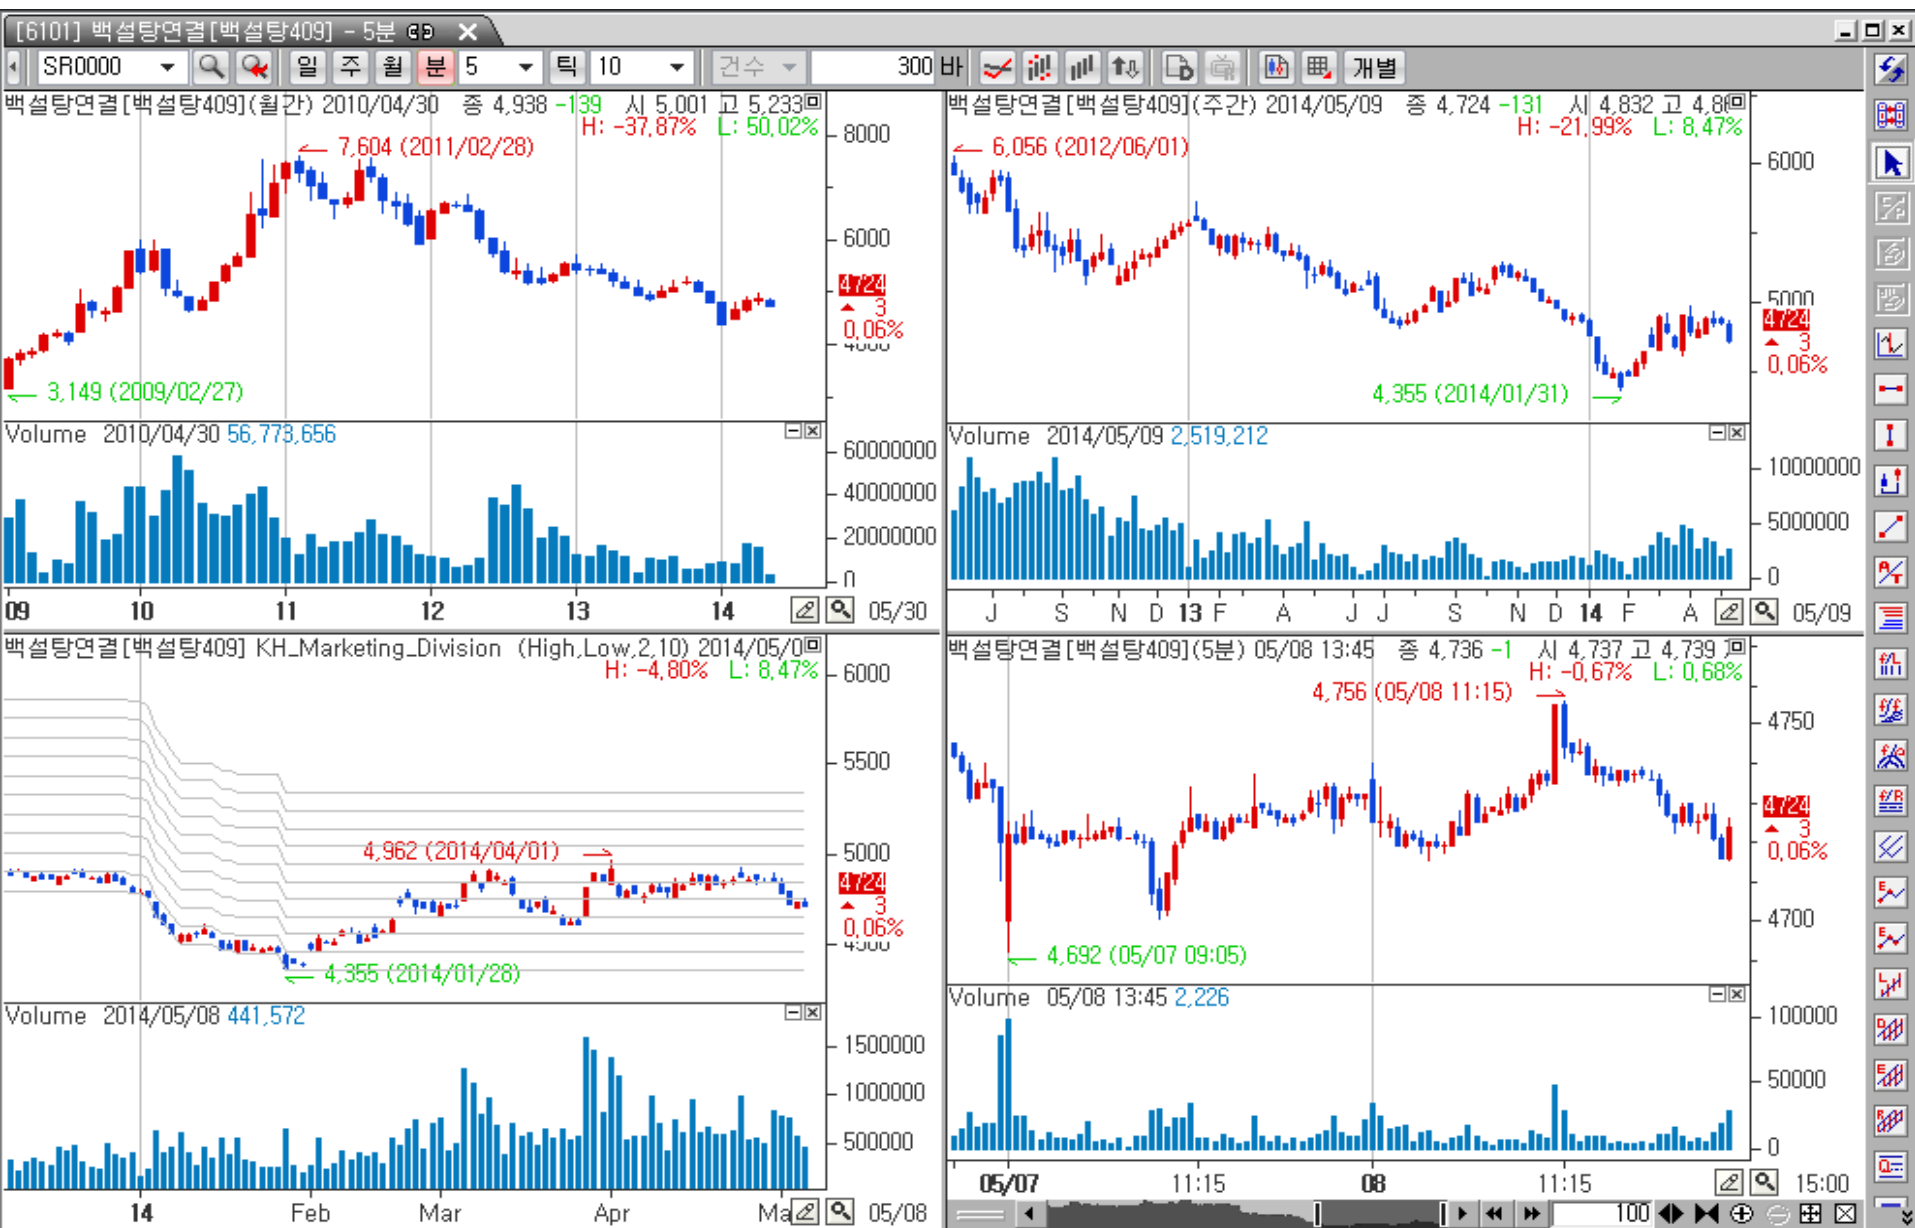 [6101] 백설탕연결[백설탕409] - 5분
SR0000 일 주 월 분 5 틱 10 건수 300 바 개별
백설탕연결[백설탕409](월간) 2010/04/30 종 4,938 -139 시 5,001 고 5,233
H: -37,87% L: 50,02%
7,604 (2011/02/28)
3,149 (2009/02/27)
8000
6000
4724
3
0,06%
4000
Volume 2010/04/30 56,773,656
60000000
40000000
20000000
0
09 10 11 12 13 14 05/30
백설탕연결[백설탕409](주간) 2014/05/09 종 4,724 -131 시 4,832 고 4,8
H: -21,99% L: 8,47%
6,056 (2012/06/01)
4,355 (2014/01/31)
6000
5000
4724
3
0,06%
Volume 2014/05/09 2,519,212
10000000
5000000
0
J S N D 13 F A J J S N D 14 F A 05/09
백설탕연결[백설탕409] KH_Marketing_Division (High,Low,2,10) 2014/05/0
H: -4,80% L: 8,47%
4,962 (2014/04/01)
4,355 (2014/01/28)
6000
5500
5000
4724
3
0,06%
4500
Volume 2014/05/08 441,572
1500000
1000000
500000
14 Feb Mar Apr Ma 05/08
백설탕연결[백설탕409](5분) 05/08 13:45 종 4,736 -1 시 4,737 고 4,739
H: -0,67% L: 0,68%
4,756 (05/08 11:15)
4,692 (05/07 09:05)
4750
4724
3
0,06%
4700
Volume 05/08 13:45 2,226
100000
50000
0
05/07 11:15 08 11:15 15:00
100